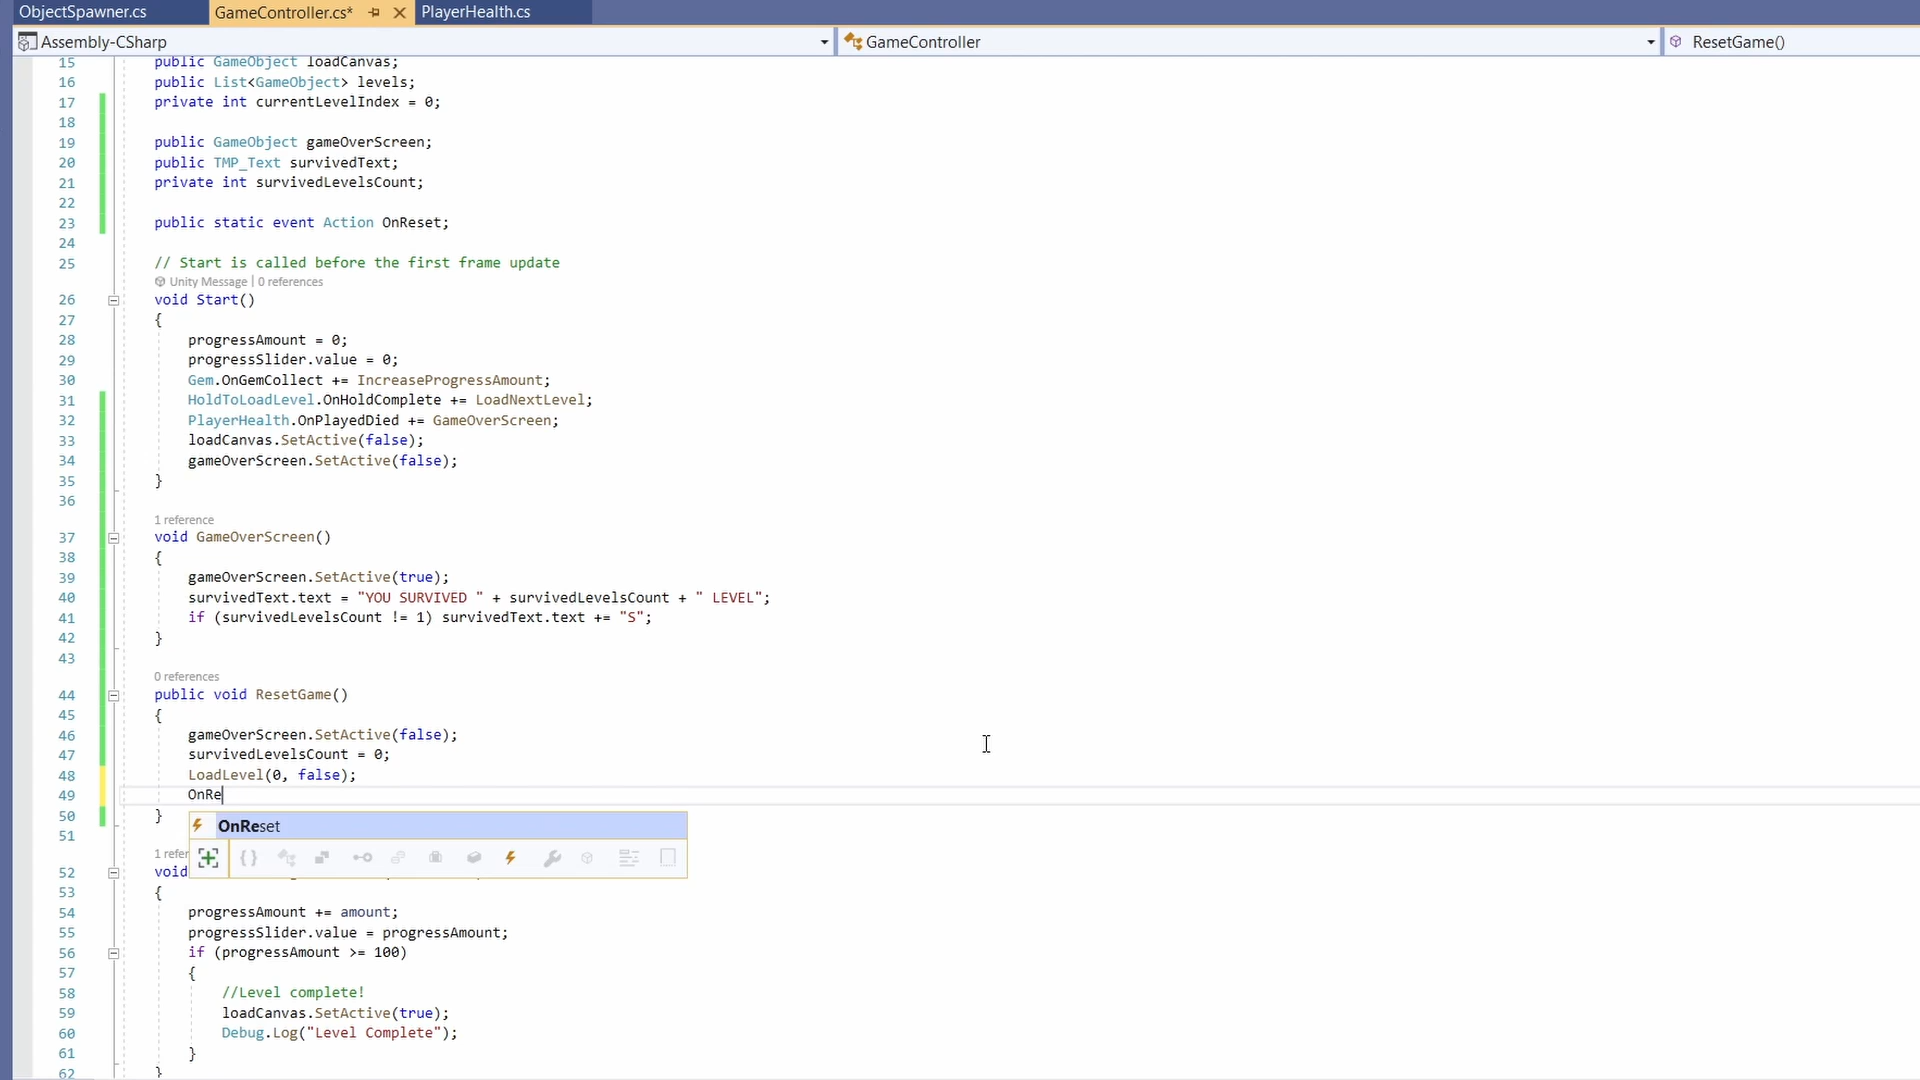 ObjectSpawner.cs GameController.cs* PlayerHealth.cs
Assembly-CSharp GameController ResetGame()
15 public GameObject loadCanvas;
16 public List<GameObject> levels;
17 private int currentLevelIndex = 0;
18
19 public GameObject gameOverScreen;
20 public TMP_Text survivedText;
21 private int survivedLevelsCount;
22
23 public static event Action OnReset;
24
25 // Start is called before the first frame update
Unity Message | 0 references
26 void Start()
27 {
28 progressAmount = 0;
29 progressSlider.value = 0;
30 Gem.OnGemCollect += IncreaseProgressAmount;
31 HoldToLoadLevel.OnHoldComplete += LoadNextLevel;
32 PlayerHealth.OnPlayedDied += GameOverScreen;
33 loadCanvas.SetActive(false);
34 gameOverScreen.SetActive(false);
35 }
36
1 reference
37 void GameOverScreen()
38 {
39 gameOverScreen.SetActive(true);
40 survivedText.text = "YOU SURVIVED " + survivedLevelsCount + " LEVEL";
41 if (survivedLevelsCount != 1) survivedText.text += "S";
42 }
43
0 references
44 public void ResetGame()
45 {
46 gameOverScreen.SetActive(false);
47 survivedLevelsCount = 0;
48 LoadLevel(0, false);
49 OnRe
50 }
OnReset
51
1 refer
52 void
53 {
54 progressAmount += amount;
55 progressSlider.value = progressAmount;
56 if (progressAmount >= 100)
57 {
58 //Level complete!
59 loadCanvas.SetActive(true);
60 Debug.Log("Level Complete");
61 }
62 }